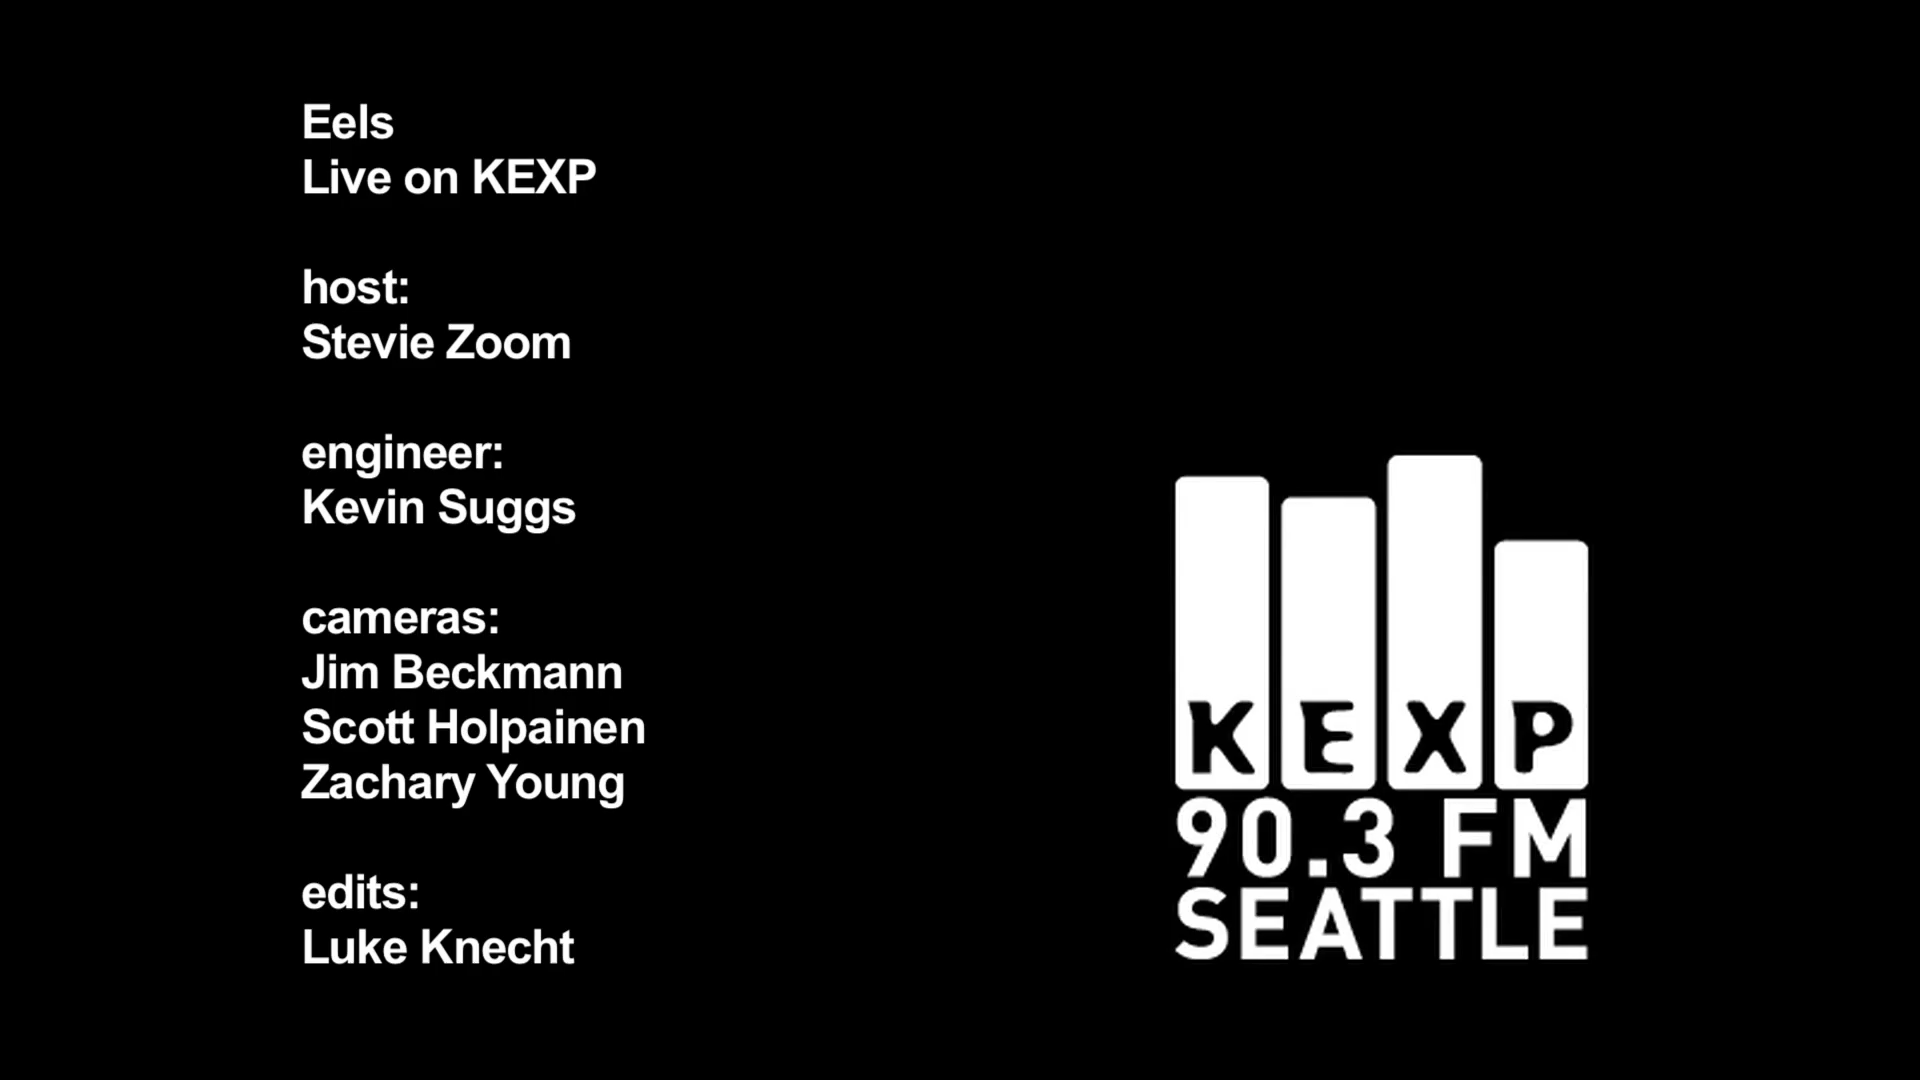 Eels
Live on KEXP
host:
Stevie Zoom
engineer:
Kevin Suggs
cameras:
Jim Beckmann
Scott Holpainen
Zachary Young
edits:
Luke Knecht
KEXP
90.3 FM
SEATTLE